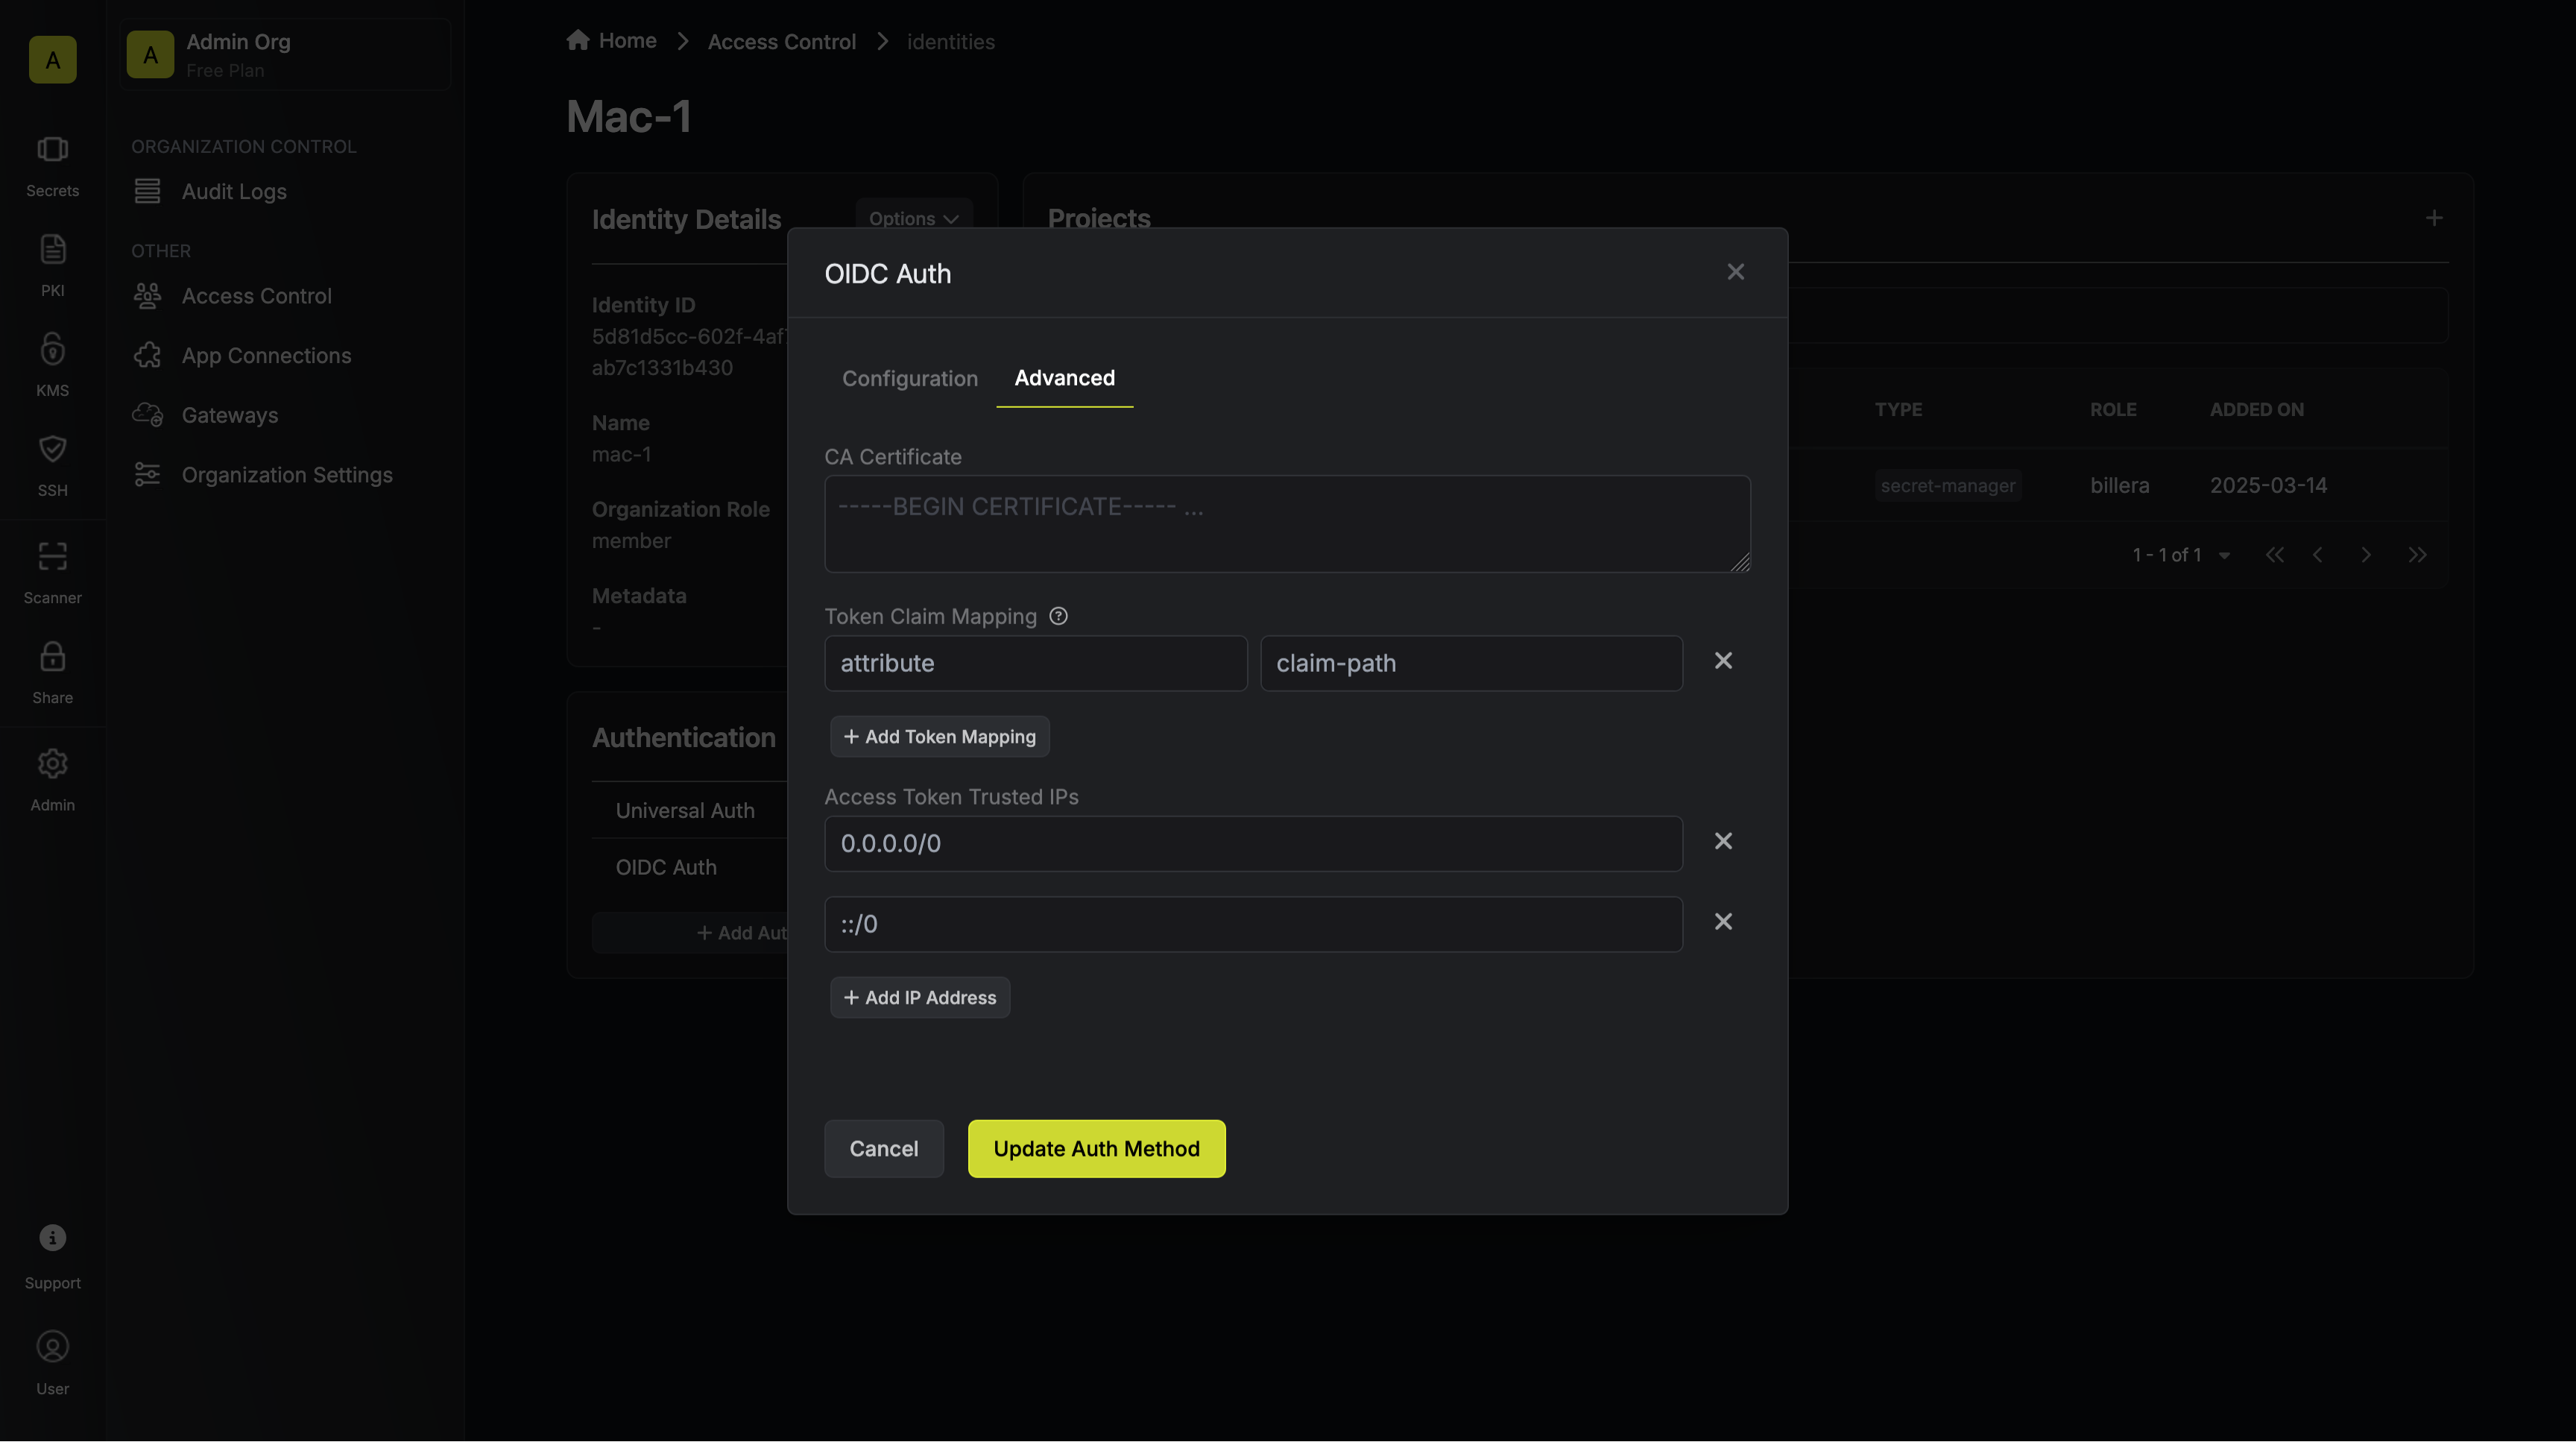 A
Secrets
PKI
KMS
SSH
Scanner
Share
Admin
Support
User
A
Admin Org
Free Plan
ORGANIZATION CONTROL
Audit Logs
OTHER
Access Control
App Connections
Gateways
Organization Settings
Home
Access Control
identities
Mac-1
Identity Details
Options
Identity ID
5d81d5cc-602f-4af
ab7c1331b430
Name
mac-1
Organization Role
member
Metadata
-
Authentication
Universal Auth
OIDC Auth
+ Add Aut
Projects
TYPE
ROLE
ADDED ON
secret-manager
billera
2025-03-14
1 - 1 of 1
OIDC Auth
Configuration
Advanced
CA Certificate
-----BEGIN CERTIFICATE----- ...
Token Claim Mapping
attribute
claim-path
+ Add Token Mapping
Access Token Trusted IPs
0.0.0.0/0
::/0
+ Add IP Address
Cancel
Update Auth Method